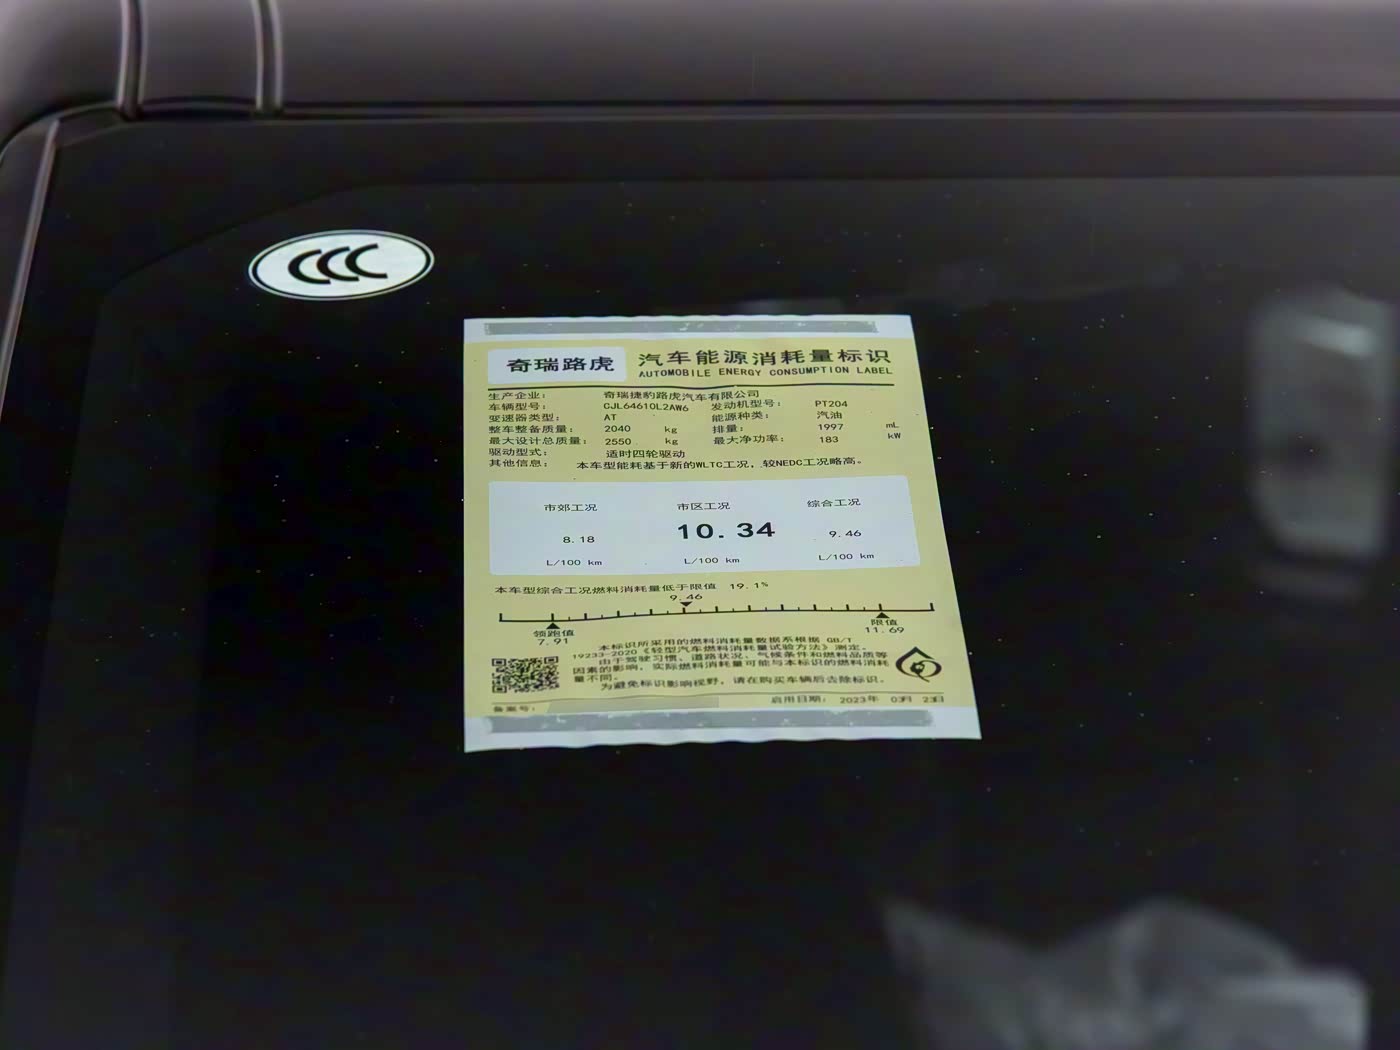 CCC
奇瑞路虎 汽车能源消耗量标识
AUTOMOBILE ENERGY CONSUMPTION LABEL
生产企业: 奇瑞捷豹路虎汽车有限公司
车辆型号: CJL6461OL2AW6 发动机型号: PT204
变速器类型: AT 能源种类: 汽油
整车整备质量: 2040 kg 排量: 1997 mL
最大设计总质量: 2550 kg 最大净功率: 183 kW
驱动型式: 适时四轮驱动
其他信息: 本车型能耗基于新的WLTC工况,较NEDC工况略高。
市郊工况 市区工况 综合工况
8.18 10.34 9.46
L/100 km L/100 km L/100 km
本车型综合工况燃料消耗量低于限值 19.1%
9.46
领跑值 限值
7.91 11.69
本标识所采用的燃料消耗量数据系根据 GB/T
19233-2020《轻型汽车燃料消耗量试验方法》测定。
由于驾驶习惯、道路状况、气候条件和燃料品质等
因素的影响,实际燃料消耗量可能与本标识的燃料消耗
量不同。
为避免标识影响视野,请在购买车辆后去除标识。
备案号: 启用日期: 2023年 03月 23日